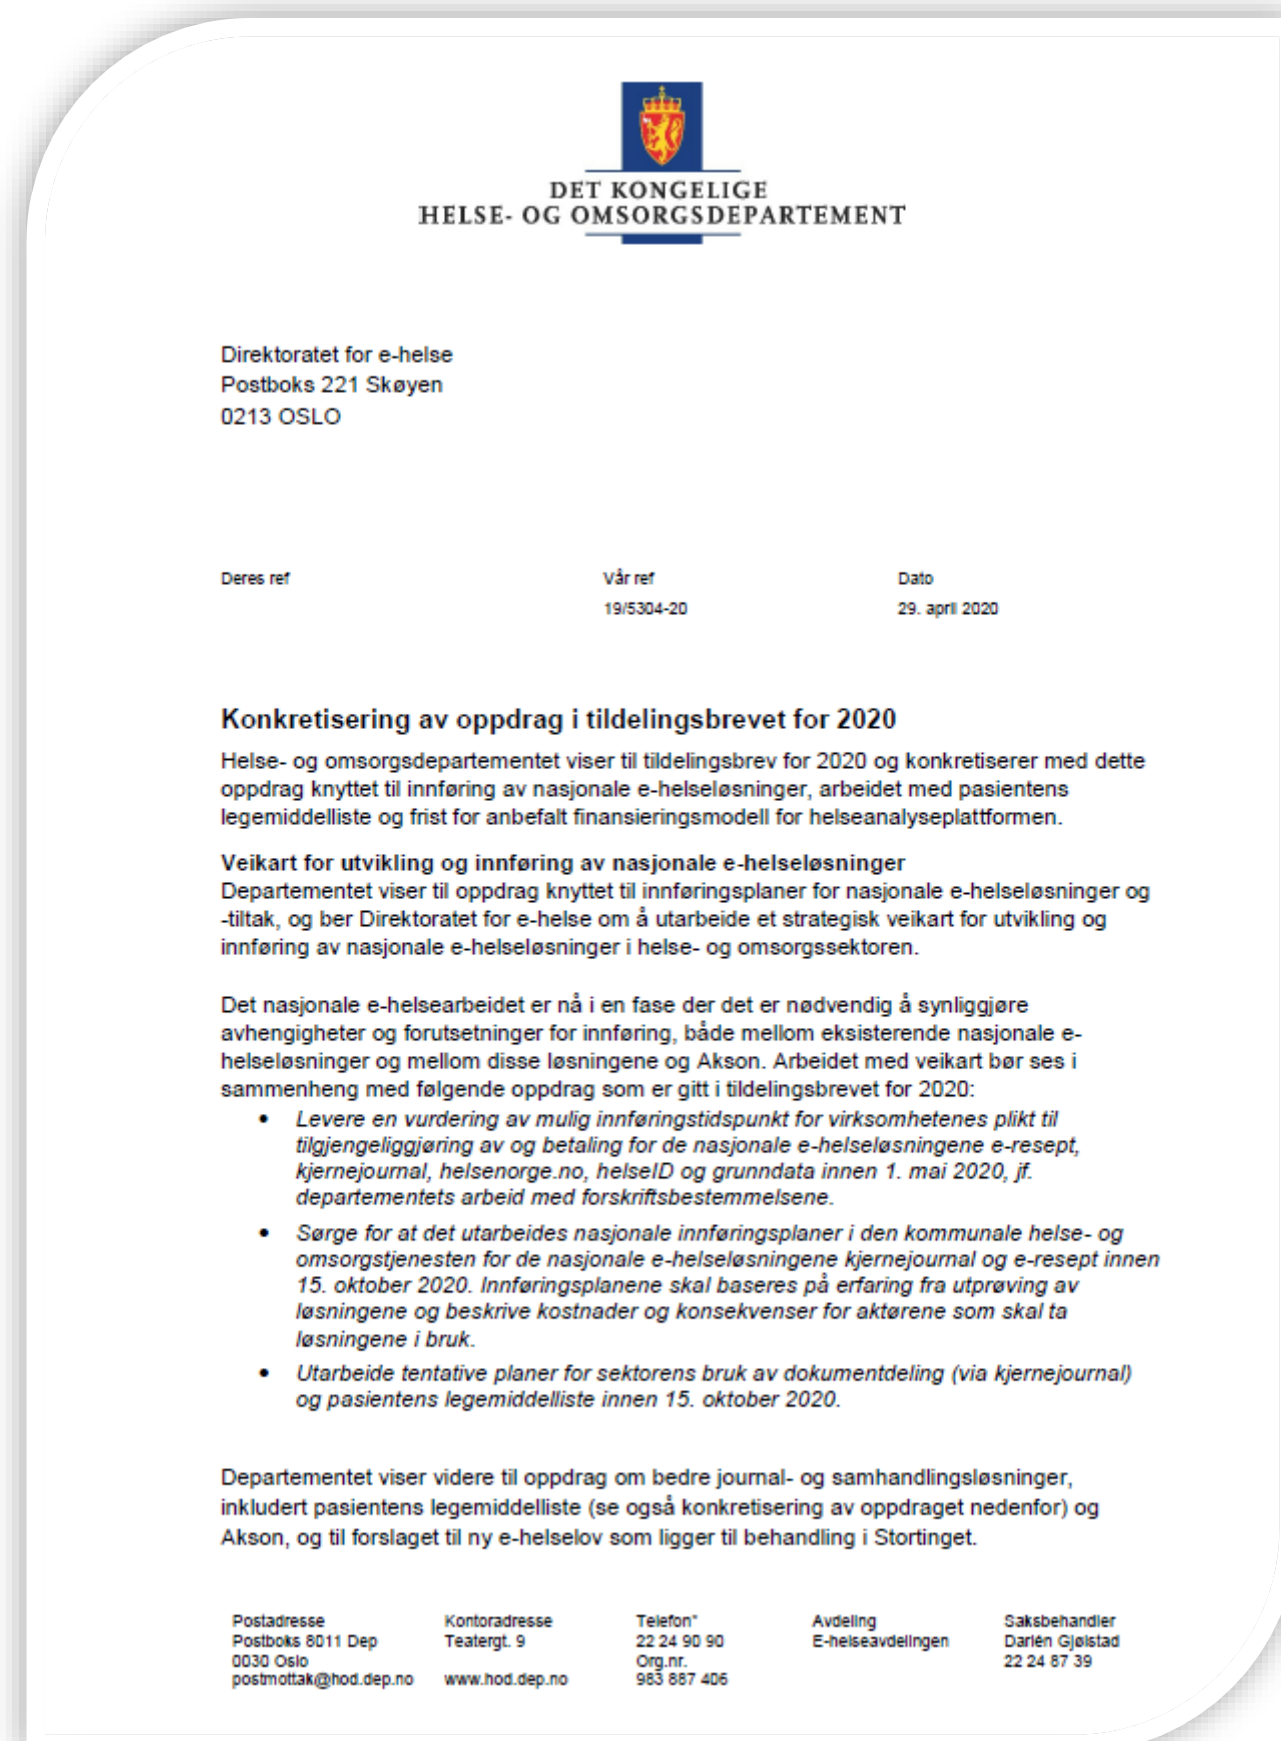 DET KONGELIGE
HELSE- OG OMSORGSDEPARTEMENT
Direktoratet for e-helse
Postboks 221 Skøyen
0213 OSLO
Deres ref
Vår ref
Dato
19/5304-20
29. april 2020
Konkretisering av oppdrag i tildelingsbrevet for 2020
Helse- og omsorgsdepartementet viser til tildelingsbrev for 2020 og konkretiserer med dette
oppdrag knyttet til innføring av nasjonale e-helseløsninger, arbeidet med pasientens
legemiddelliste og frist for anbefalt finansieringsmodell for helseanalyseplattformen.
Veikart for utvikling og innføring av nasjonale e-helseløsninger
Departementet viser til oppdrag knyttet til innføringsplaner for nasjonale e-helseløsninger og
-tiltak, og ber Direktoratet for e-helse om å utarbeide et strategisk veikart for utvikling og
innføring av nasjonale e-helseløsninger i helse- og omsorgssektoren.
Det nasjonale e-helsearbeidet er nå i en fase der det er nødvendig å synliggjøre
avhengigheter og forutsetninger for innføring, både mellom eksisterende nasjonale e-
helseløsninger og mellom disse løsningene og Akson. Arbeidet med veikart bør ses i
sammenheng med følgende oppdrag som er gitt i tildelingsbrevet for 2020:
• Levere en vurdering av mulig innføringstidspunkt for virksomhetenes plikt til
tilgjengeliggjøring av og betaling for de nasjonale e-helseløsningene e-resept,
kjernejournal, helsenorge.no, helseID og grunndata innen 1. mai 2020, jf.
departementets arbeid med forskriftsbestemmelsene.
• Sørge for at det utarbeides nasjonale innføringsplaner i den kommunale helse- og
omsorgstjenesten for de nasjonale e-helseløsningene kjernejournal og e-resept innen
15. oktober 2020. Innføringsplanene skal baseres på erfaring fra utprøving av
løsningene og beskrive kostnader og konsekvenser for aktørene som skal ta
løsningene i bruk.
• Utarbeide tentative planer for sektorens bruk av dokumentdeling (via kjernejournal)
og pasientens legemiddelliste innen 15. oktober 2020.
Departementet viser videre til oppdrag om bedre journal- og samhandlingsløsninger,
inkludert pasientens legemiddelliste (se også konkretisering av oppdraget nedenfor) og
Akson, og til forslaget til ny e-helselov som ligger til behandling i Stortinget.
Postadresse
Postboks 8011 Dep
0030 Oslo
postmottak@hod.dep.no
Kontoradresse
Teatergt. 9
www.hod.dep.no
Telefon*
22 24 90 90
Org.nr.
983 887 406
Avdeling
E-helseavdelingen
Saksbehandler
Darlén Gjølstad
22 24 87 39